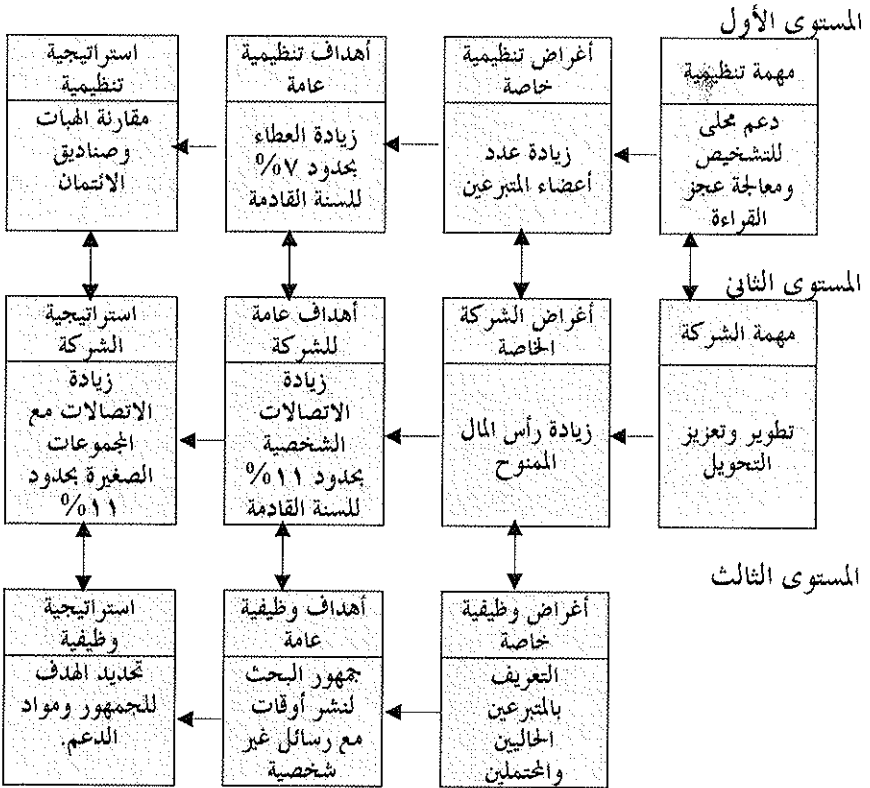 المستوى الأول
مهمة تنظيمية
دعم محلى
للتشخيص
ومعالجة عجز
القراءة
أغراض تنظيمية
خاصة
زيادة عدد
أعضاء المتبرعين
أهداف تنظيمية
عامة
زيادة العطاء
بحدود ٧%
للسنة القادمة
استراتيجية
تنظيمية
مقارنة الهبات
وصناديق
الائتمان
المستوى الثاني
مهمة الشركة
تطوير وتعزيز
التحويل
أغراض الشركة
الخاصة
زيادة رأس المال
الممنوح
أهداف عامة
للشركة
زيادة
الاتصالات
الشخصية
بحدود ١١%
للسنة القادمة
استراتيجية
الشركة
زيادة
الاتصالات مع
المجموعات
الصغيرة بحدود
١١%
المستوى الثالث
أغراض وظيفية
خاصة
التعريف
بالمتبرعين
الحاليين
والمحتملين
أهداف وظيفية
عامة
جمهور البحث
لنشر أوقات
مع رسائل غير
شخصية
استراتيجية
وظيفية
تحديد الهدف
للجمهور ومواد
الدعم.